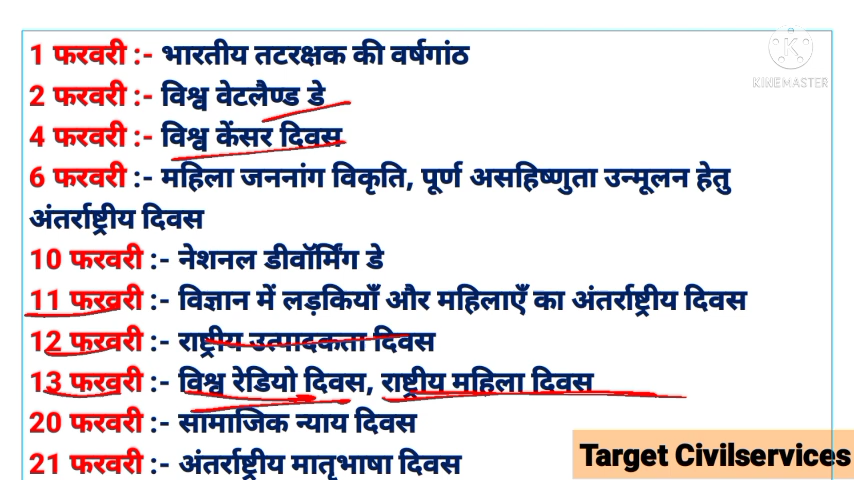 1 फरवरी :- भारतीय तटरक्षक की वर्षगांठ
2 फरवरी :- विश्व वेटलैण्ड डे
4 फरवरी :- विश्व केंसर दिवस
6 फरवरी :- महिला जननांग विकृति, पूर्ण असहिष्णुता उन्मूलन हेतु
अंतर्राष्ट्रीय दिवस
10 फरवरी :- नेशनल डीवॉर्मिंग डे
11 फरवरी :- विज्ञान में लड़कियाँ और महिलाएँ का अंतर्राष्ट्रीय दिवस
12 फरवरी :- राष्ट्रीय उत्पादकता दिवस
13 फरवरी :- विश्व रेडियो दिवस, राष्ट्रीय महिला दिवस
20 फरवरी :- सामाजिक न्याय दिवस
21 फरवरी :- अंतर्राष्ट्रीय मातृभाषा दिवस
K
KINEMASTER
Target Civilservices